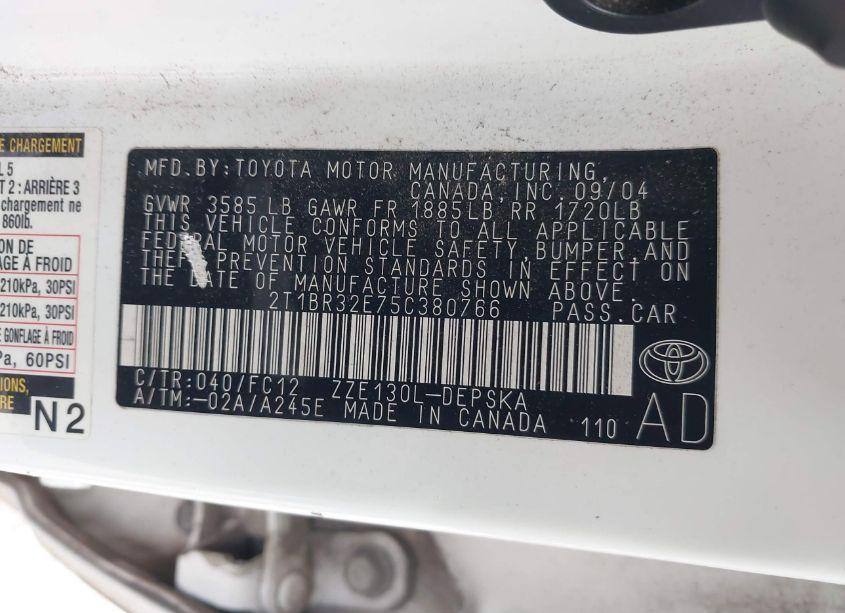 E CHARGEMENT
L 5
T 2 : ARRIÈRE 3
chargement ne
860lb.
ION DE
LAGE À FROID
210kPa, 30PSI
210kPa, 30PSI
E GONFLAGE À FROID
Pa, 60PSI
RE
N 2
MFD. BY: TOYOTA MOTOR MANUFACTURING,
CANADA, INC. 09/04
GVWR 3585 LB GAWR FR 1885LB RR 1720LB
THIS VEHICLE CONFORMS TO ALL APPLICABLE
FEDERAL MOTOR VEHICLE SAFETY, BUMPER, AND
THEFT PREVENTION STANDARDS IN EFFECT ON
THE DATE OF MANUFACTURE SHOWN ABOVE.
2T1BR32E75C380766 PASS. CAR
C/TR: 040/FC12 ZZE130L-DEPSKA
A/TM: -02A/A245E MADE IN CANADA 110 AD